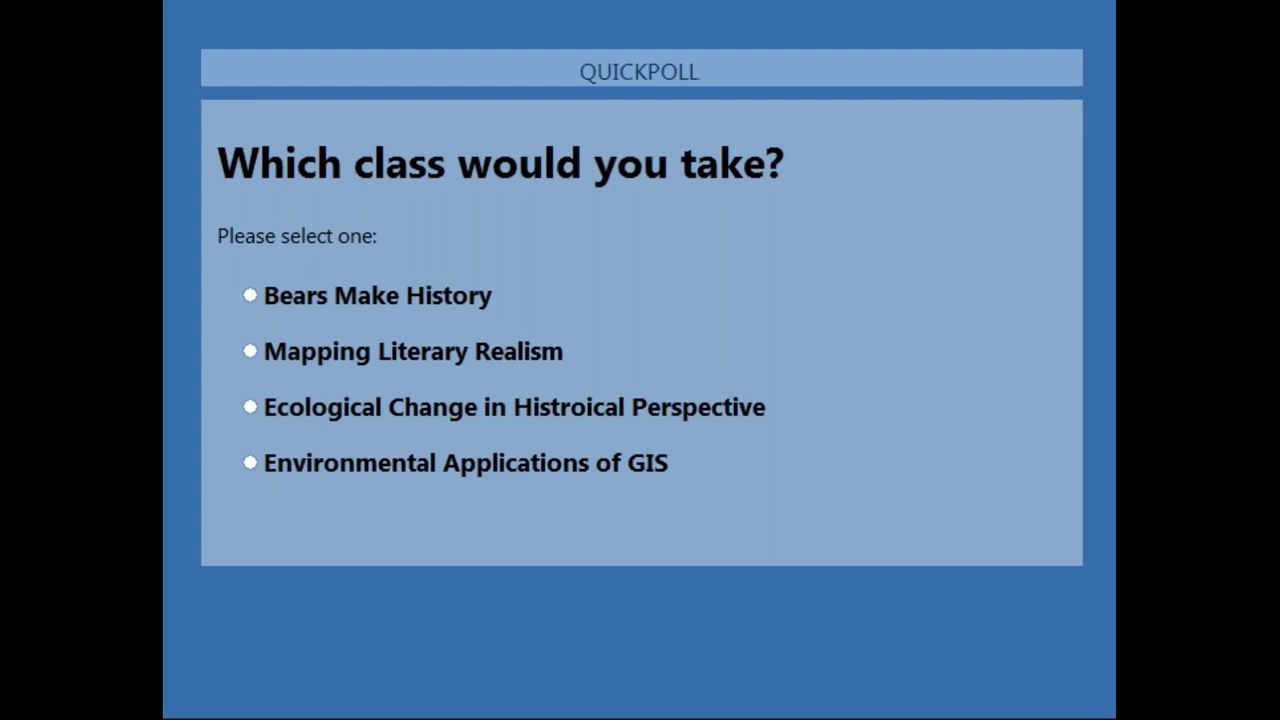 QUICKPOLL
Which class would you take?
Please select one:
Bears Make History
Mapping Literary Realism
Ecological Change in Histroical Perspective
Environmental Applications of GIS